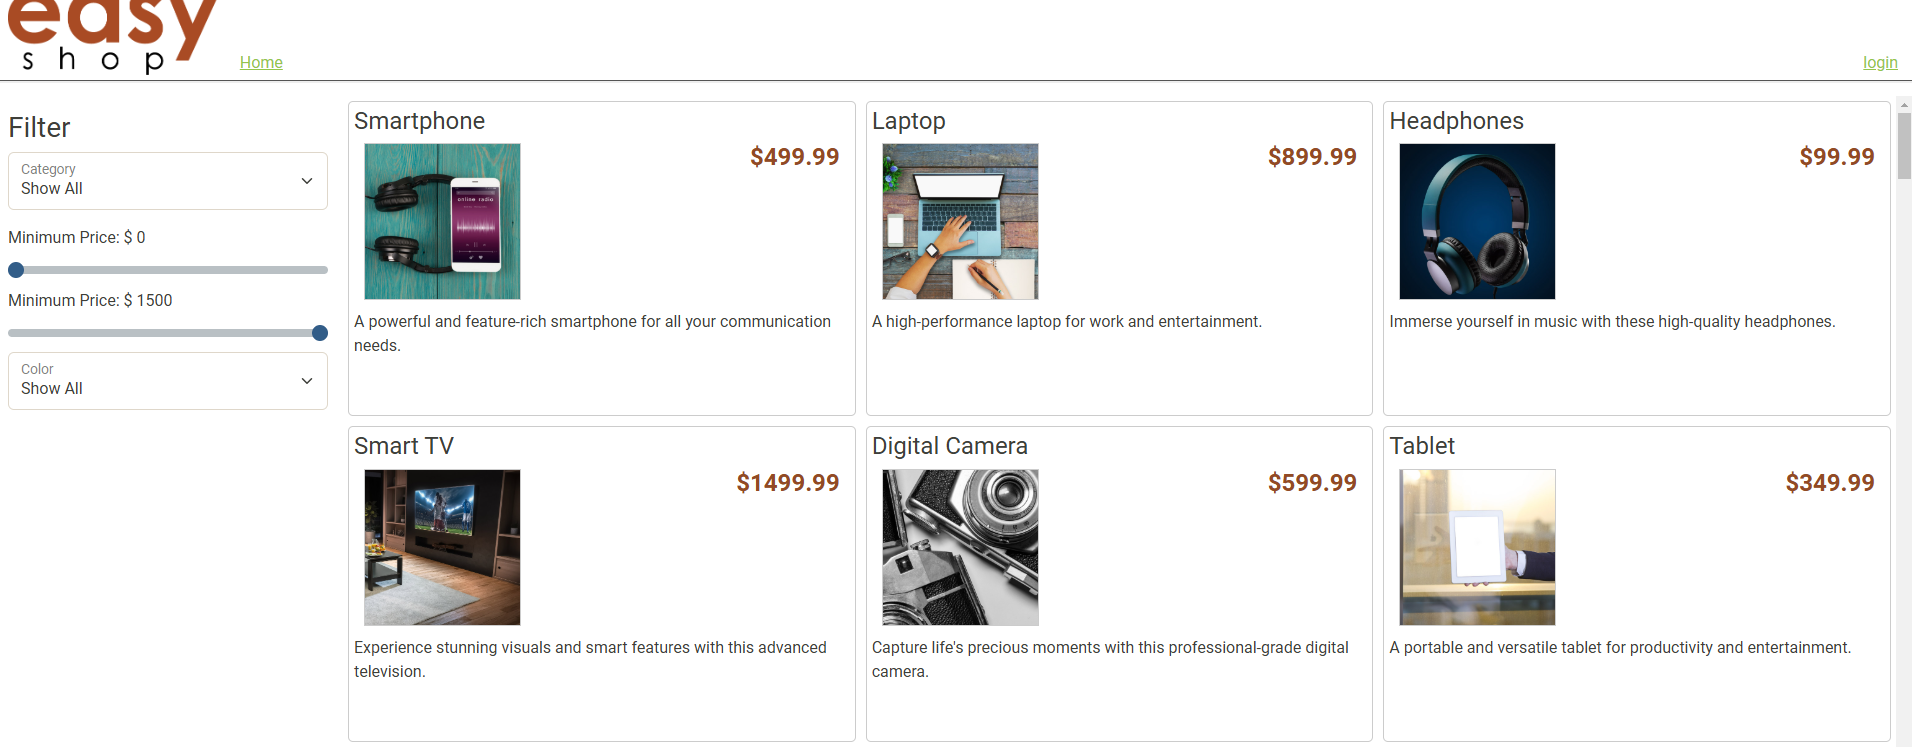 easy
shop
Home
login
Filter
Category
Show All
Minimum Price: $ 0
Minimum Price: $ 1500
Color
Show All
Smartphone
$499.99
online radio
A powerful and feature-rich smartphone for all your communication
needs.
Laptop
$899.99
A high-performance laptop for work and entertainment.
Headphones
$99.99
Immerse yourself in music with these high-quality headphones.
Smart TV
$1499.99
Experience stunning visuals and smart features with this advanced
television.
Digital Camera
$599.99
Capture life's precious moments with this professional-grade digital
camera.
Tablet
$349.99
A portable and versatile tablet for productivity and entertainment.